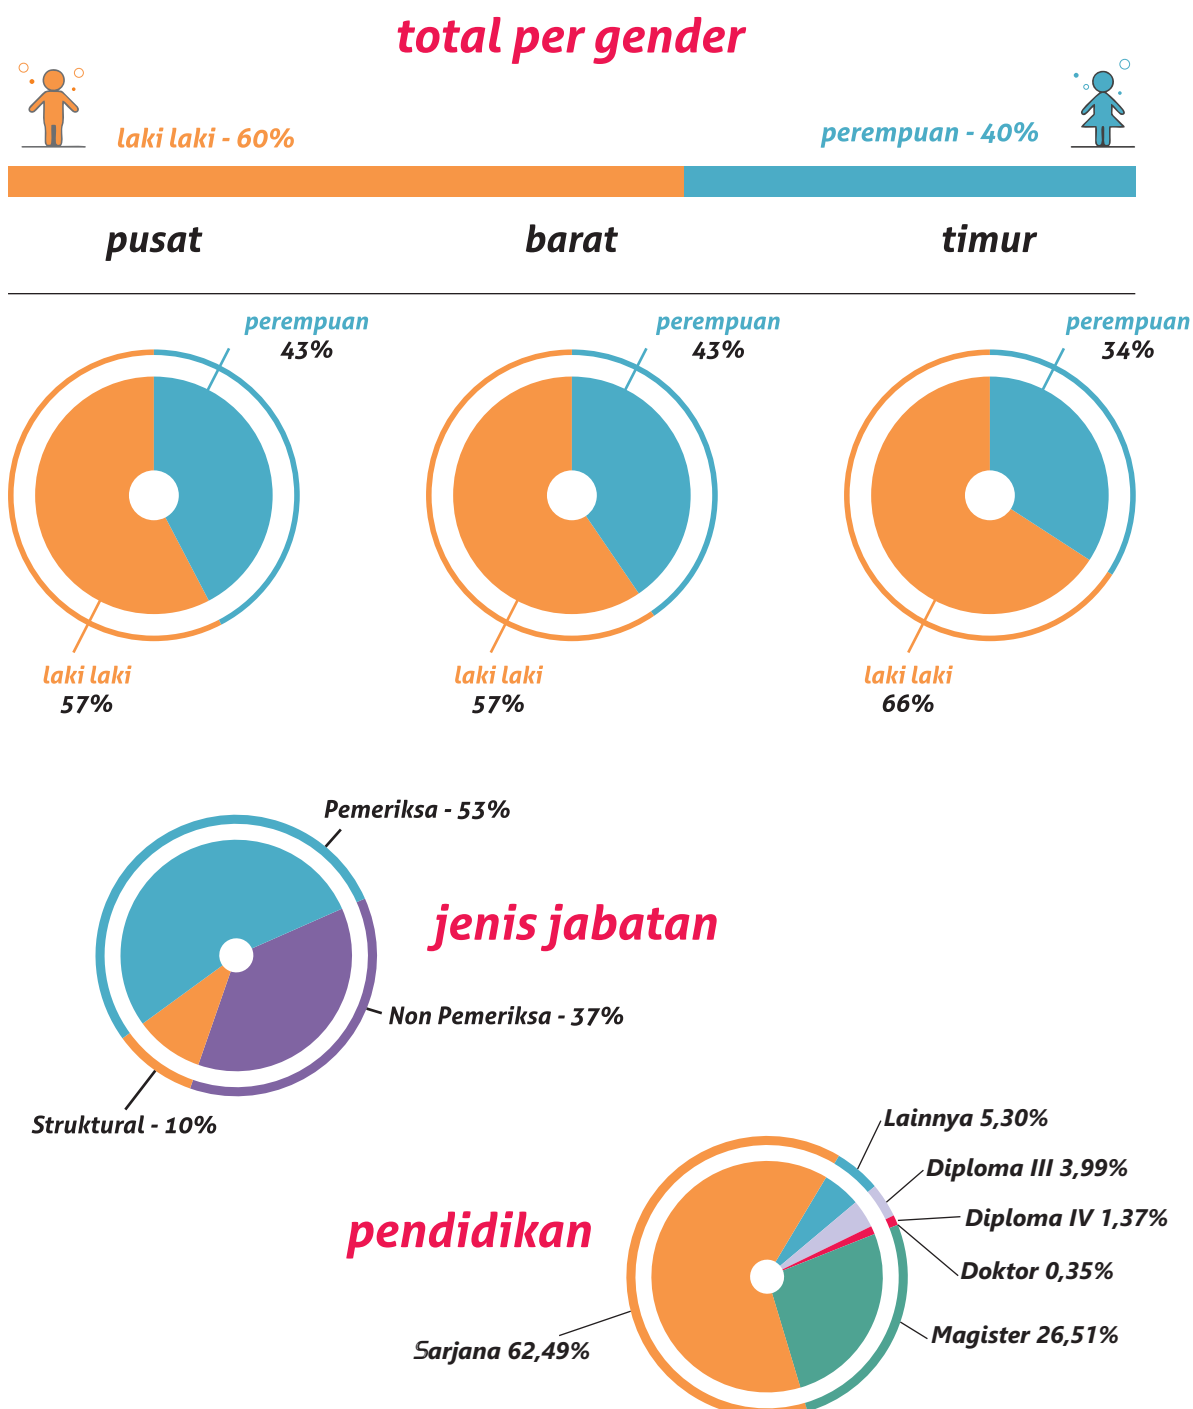 total per gender
laki laki - 60%
perempuan - 40%
pusat
barat
timur
perempuan
43%
perempuan
43%
perempuan
34%
laki laki
57%
laki laki
57%
laki laki
66%
Pemeriksa - 53%
jenis jabatan
Non Pemeriksa - 37%
Struktural - 10%
Lainnya 5,30%
Diploma III 3,99%
Diploma IV 1,37%
pendidikan
Doktor 0,35%
Magister 26,51%
Sarjana 62,49%